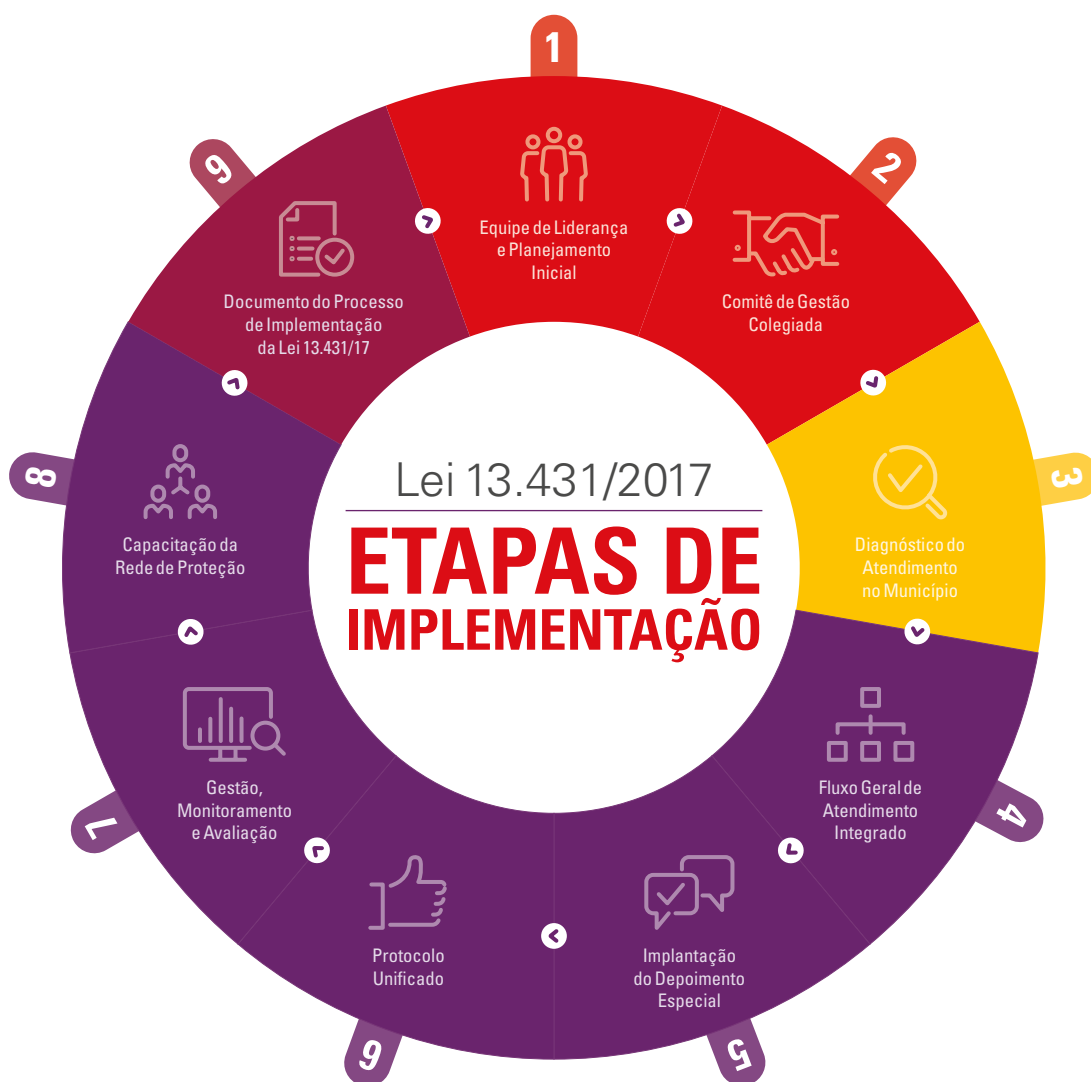 Lei 13.431/2017
ETAPAS DE
IMPLEMENTAÇÃO
1
Equipe de Liderança
e Planejamento
Inicial
2
Comitê de Gestão
Colegiada
3
Diagnóstico do
Atendimento
no Município
4
Fluxo Geral de
Atendimento
Integrado
5
Implantação
do Depoimento
Especial
6
Protocolo
Unificado
7
Gestão,
Monitoramento
e Avaliação
8
Capacitação da
Rede de Proteção
9
Documento do Processo
de Implementação
da Lei 13.431/17